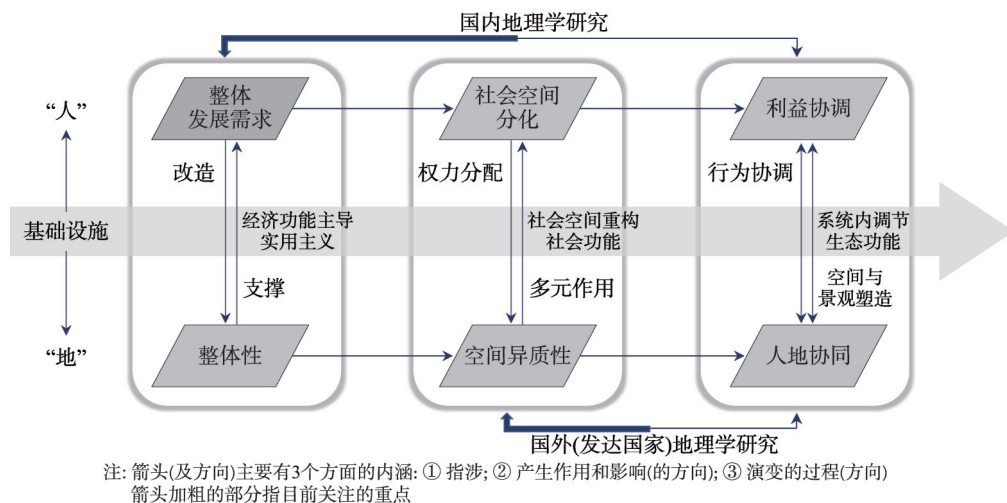 国内地理学研究
“人”
整体
发展需求
社会空间
分化
利益协调
改造
权力分配
行为协调
基础设施
经济功能主导
实用主义
社会空间重构
社会功能
系统内调节
生态功能
支撑
多元作用
空间与
景观塑造
“地”
整体性
空间异质性
人地协同
国外(发达国家)地理学研究
注: 箭头(及方向)主要有3个方面的内涵: ① 指涉; ② 产生作用和影响(的方向); ③ 演变的过程(方向)
箭头加粗的部分指目前关注的重点